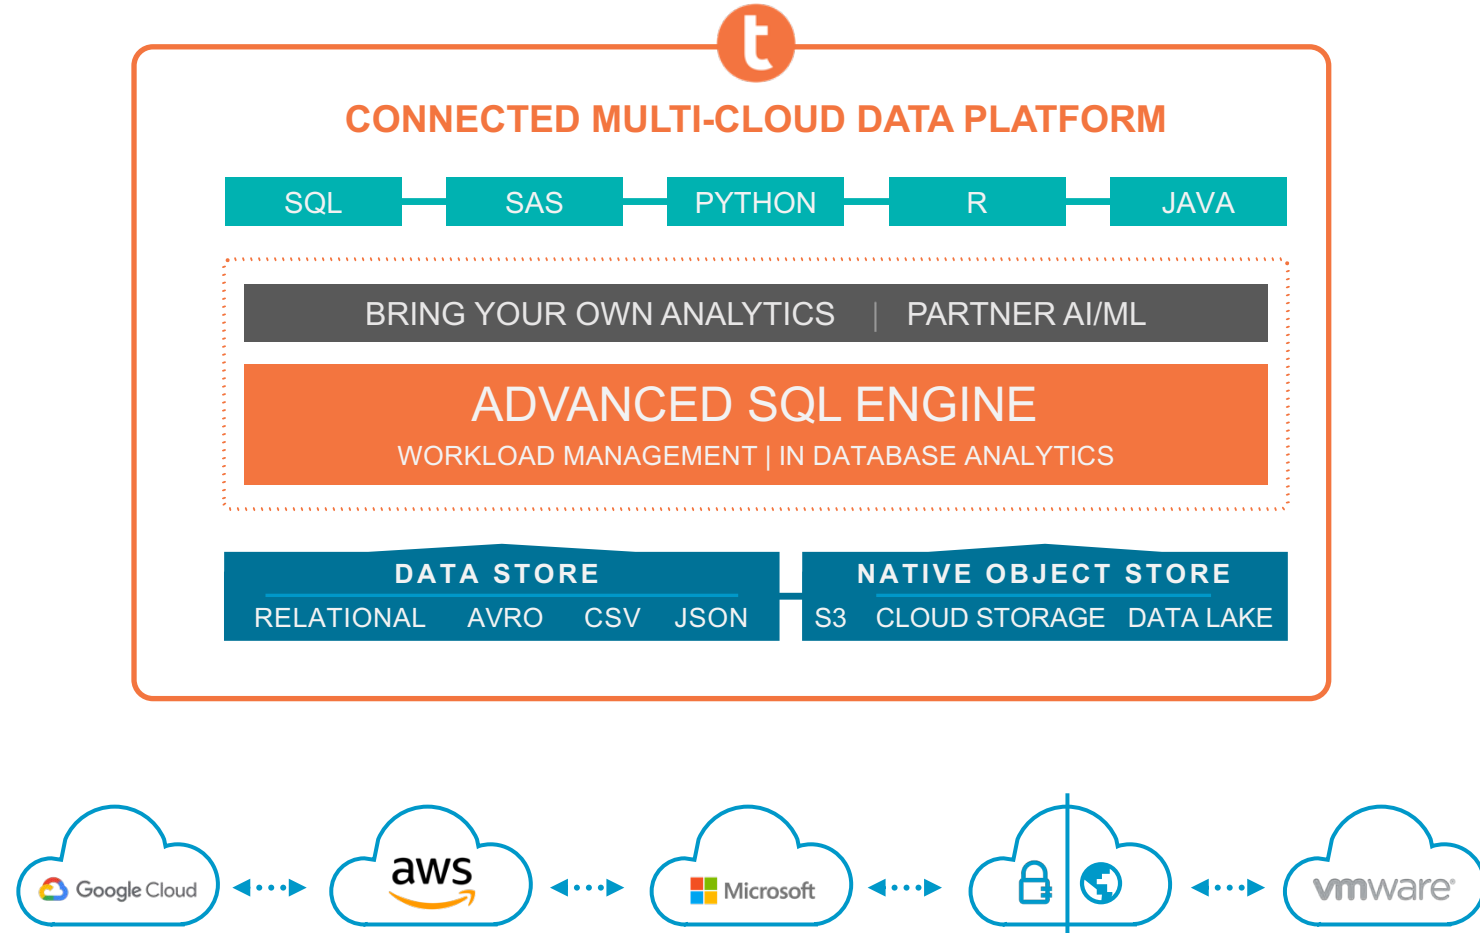 t
CONNECTED MULTI-CLOUD DATA PLATFORM
SQL SAS PYTHON R JAVA
BRING YOUR OWN ANALYTICS | PARTNER AI/ML
ADVANCED SQL ENGINE
WORKLOAD MANAGEMENT | IN DATABASE ANALYTICS
DATA STORE
RELATIONAL AVRO CSV JSON
NATIVE OBJECT STORE
S3 CLOUD STORAGE DATA LAKE
Google Cloud
aws
Microsoft
vmware®